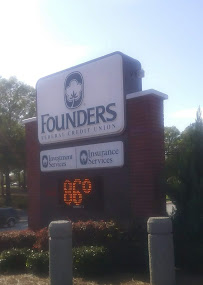 FOUNDERS
FEDERAL CREDIT UNION
Investment Services
Insurance Services
86°